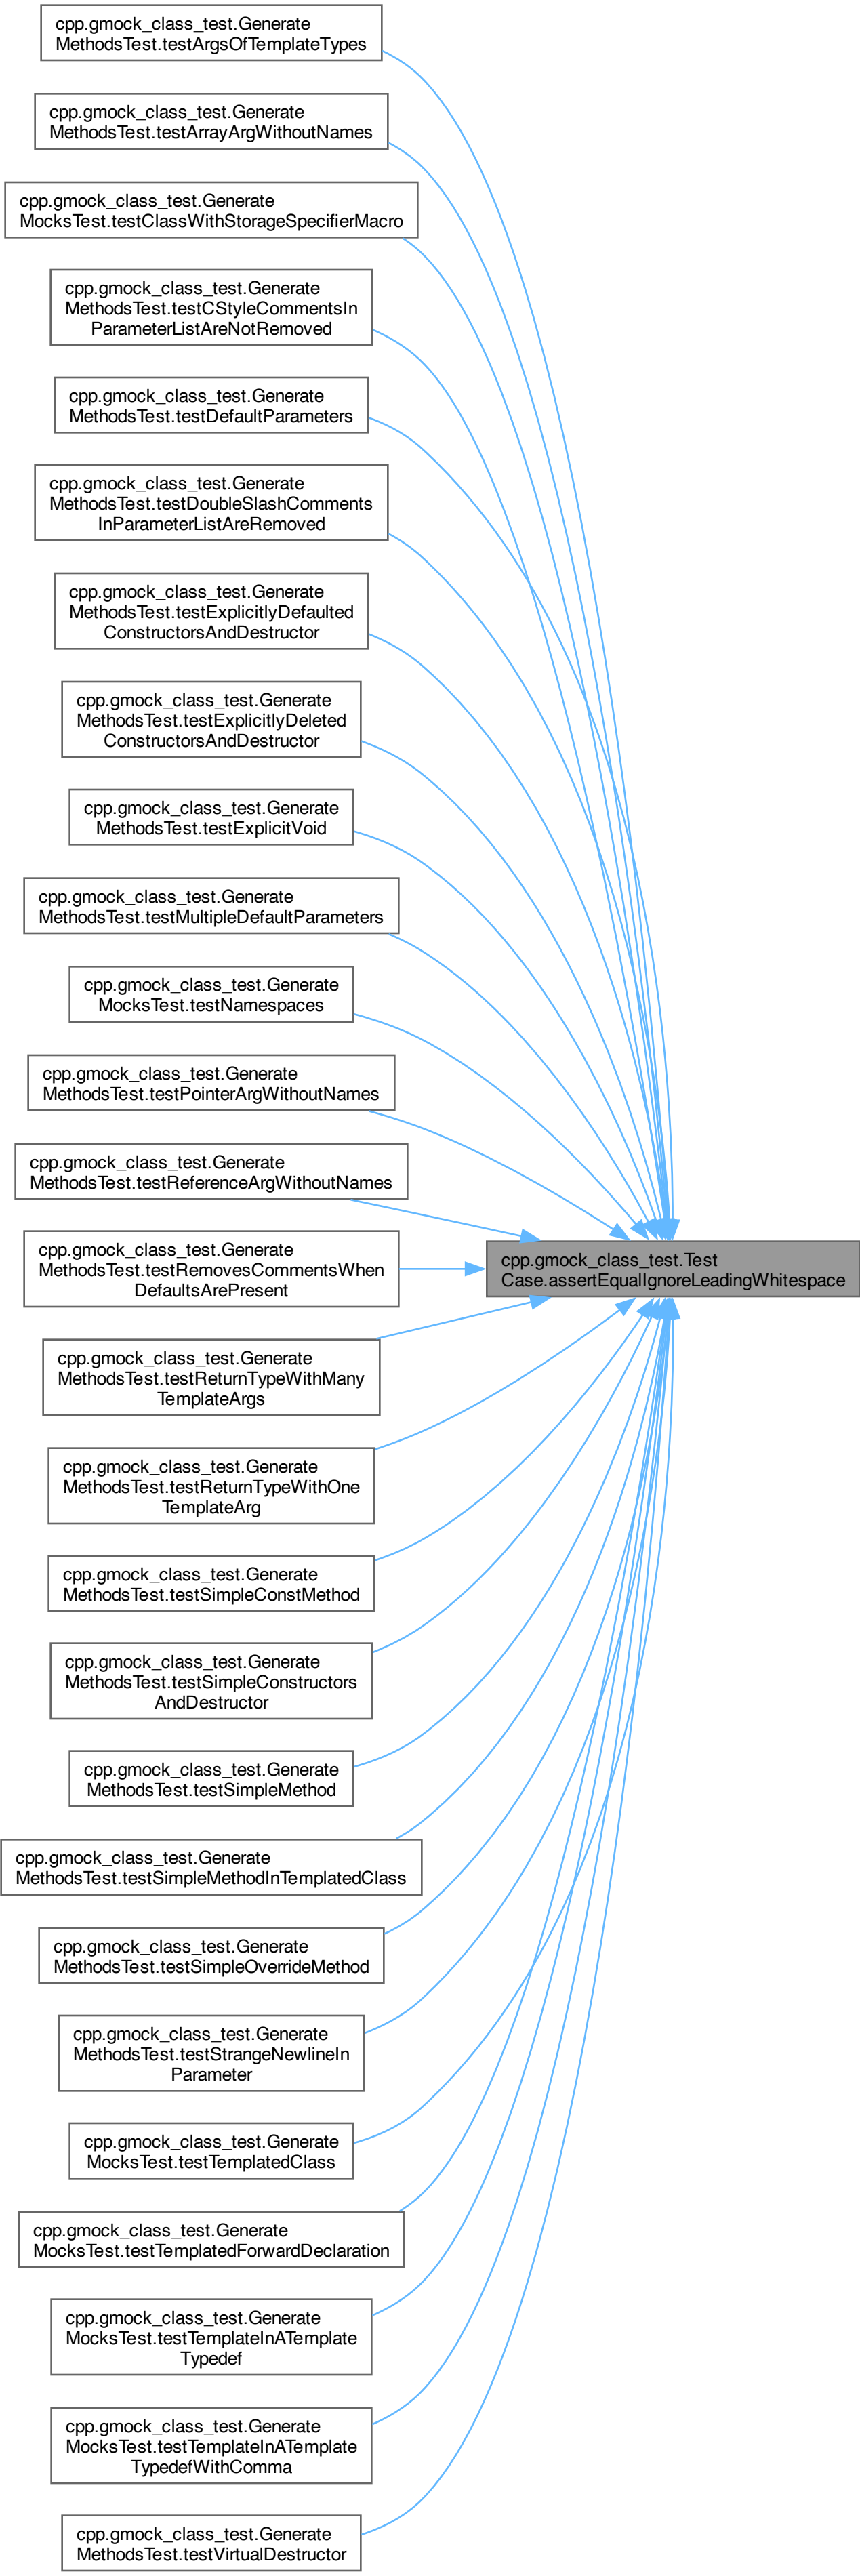 cpp.gmock_class_test.Generate
MethodsTest.testArgsOfTemplateTypes
cpp.gmock_class_test.Generate
MethodsTest.testArrayArgWithoutNames
cpp.gmock_class_test.Generate
MocksTest.testClassWithStorageSpecifierMacro
cpp.gmock_class_test.Generate
MethodsTest.testCStyleCommentsIn
ParameterListAreNotRemoved
cpp.gmock_class_test.Generate
MethodsTest.testDefaultParameters
cpp.gmock_class_test.Generate
MethodsTest.testDoubleSlashComments
InParameterListAreRemoved
cpp.gmock_class_test.Generate
MethodsTest.testExplicitlyDefaulted
ConstructorsAndDestructor
cpp.gmock_class_test.Generate
MethodsTest.testExplicitlyDeleted
ConstructorsAndDestructor
cpp.gmock_class_test.Generate
MethodsTest.testExplicitVoid
cpp.gmock_class_test.Generate
MethodsTest.testMultipleDefaultParameters
cpp.gmock_class_test.Generate
MocksTest.testNamespaces
cpp.gmock_class_test.Generate
MethodsTest.testPointerArgWithoutNames
cpp.gmock_class_test.Generate
MethodsTest.testReferenceArgWithoutNames
cpp.gmock_class_test.Generate
MethodsTest.testRemovesCommentsWhen
DefaultsArePresent
cpp.gmock_class_test.Test
Case.assertEqualIgnoreLeadingWhitespace
cpp.gmock_class_test.Generate
MethodsTest.testReturnTypeWithMany
TemplateArgs
cpp.gmock_class_test.Generate
MethodsTest.testReturnTypeWithOne
TemplateArg
cpp.gmock_class_test.Generate
MethodsTest.testSimpleConstMethod
cpp.gmock_class_test.Generate
MethodsTest.testSimpleConstructors
AndDestructor
cpp.gmock_class_test.Generate
MethodsTest.testSimpleMethod
cpp.gmock_class_test.Generate
MethodsTest.testSimpleMethodInTemplatedClass
cpp.gmock_class_test.Generate
MethodsTest.testSimpleOverrideMethod
cpp.gmock_class_test.Generate
MethodsTest.testStrangeNewlineIn
Parameter
cpp.gmock_class_test.Generate
MocksTest.testTemplatedClass
cpp.gmock_class_test.Generate
MocksTest.testTemplatedForwardDeclaration
cpp.gmock_class_test.Generate
MocksTest.testTemplateInATemplate
Typedef
cpp.gmock_class_test.Generate
MocksTest.testTemplateInATemplate
TypedefWithComma
cpp.gmock_class_test.Generate
MethodsTest.testVirtualDestructor